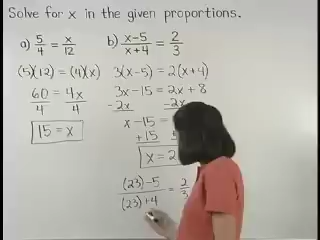 Solve for x in the given proportions.
a) 5/4 = x/12
b) x-5/x+4 = 2/3
(5)(12) = (4)(x)
3(x-5) = 2(x+4)
60/4 = 4x/4
3x-15 = 2x+8
-2x -2x
15 = x
x-15 =
+15
x = 2
(23)-5/(23)+4 = 2/3